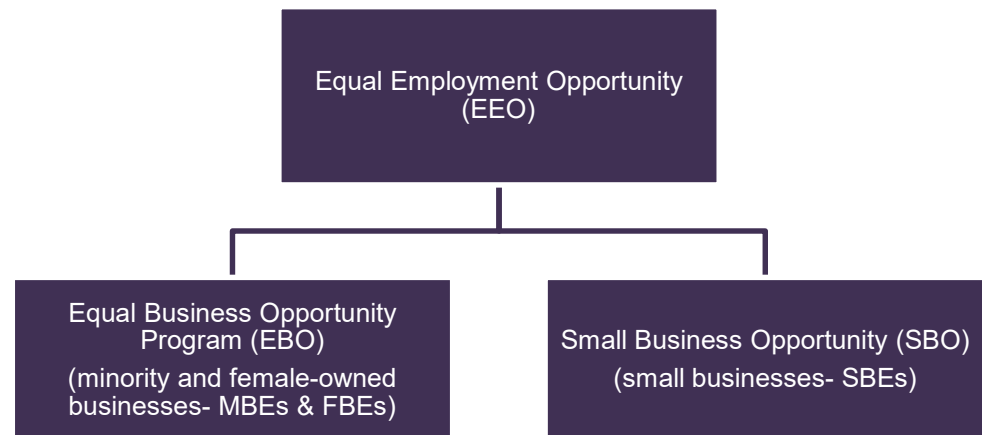 Equal Employment Opportunity
(EEO)
Equal Business Opportunity
Program (EBO)
(minority and female-owned
businesses- MBEs & FBEs)
Small Business Opportunity (SBO)
(small businesses- SBEs)